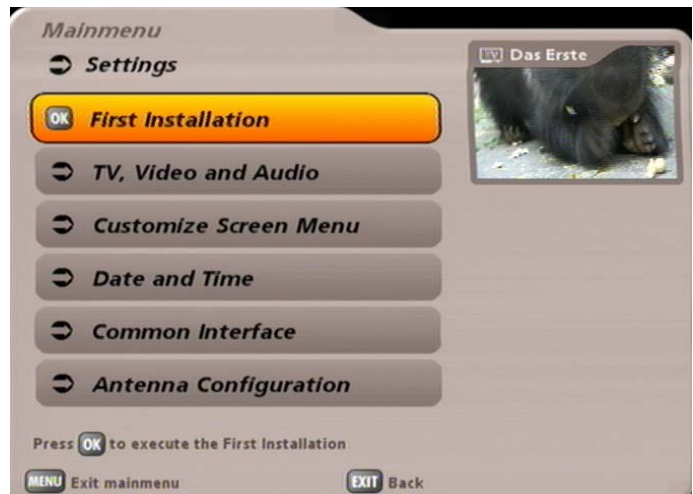 Mainmenu
Settings
TV Das Erste
OK First Installation
TV, Video and Audio
Customize Screen Menu
Date and Time
Common Interface
Antenna Configuration
Press OK to execute the First Installation
MENU Exit mainmenu EXIT Back